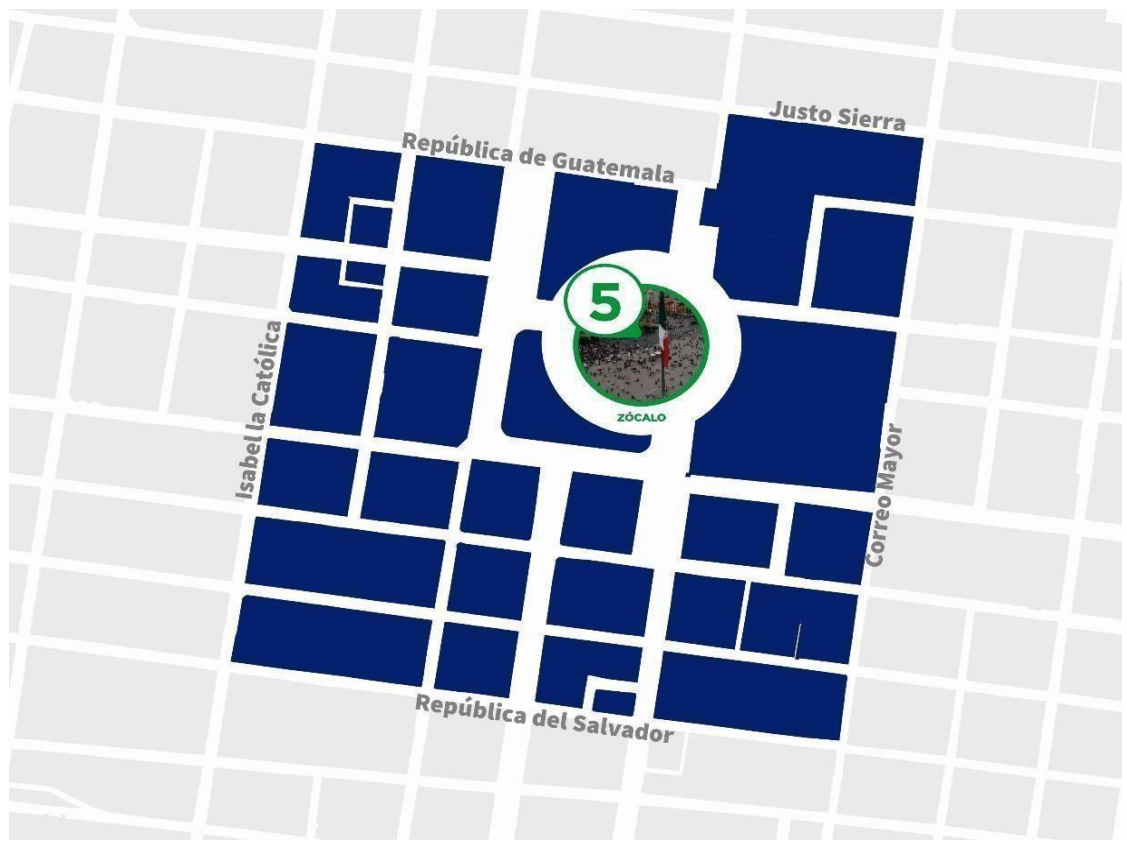 Justo Sierra
República de Guatemala
5
ZÓCALO
Isabel la Católica
Correo Mayor
República del Salvador